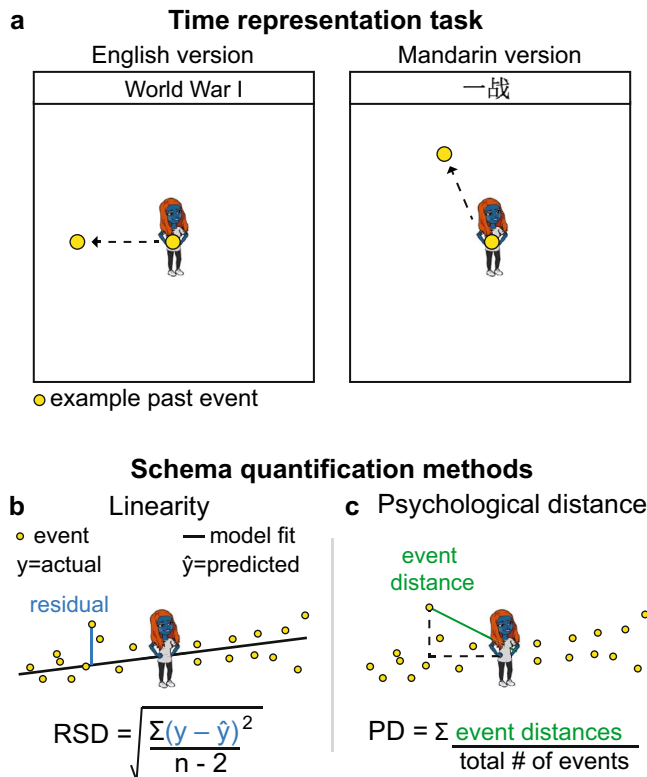 a Time representation task
English version
Mandarin version
World War I
一战
example past event
Schema quantification methods
b Linearity
event
model fit
y=actual
ŷ=predicted
residual
RSD = √(Σ(y – ŷ)²/(n - 2))
c Psychological distance
event
distance
PD = Σ event distances
total # of events